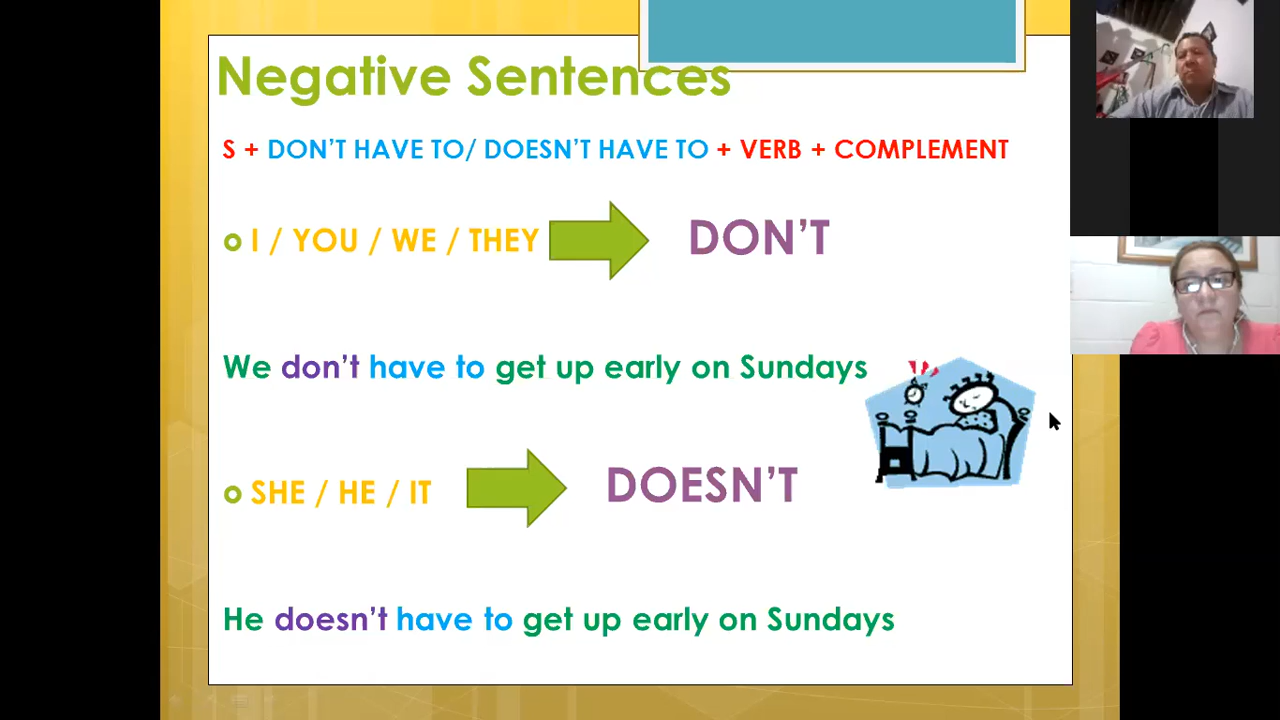 Negative Sentences
S + DON'T HAVE TO/ DOESN'T HAVE TO + VERB + COMPLEMENT
I / YOU / WE / THEY DON'T
We don't have to get up early on Sundays
SHE / HE / IT DOESN'T
He doesn't have to get up early on Sundays